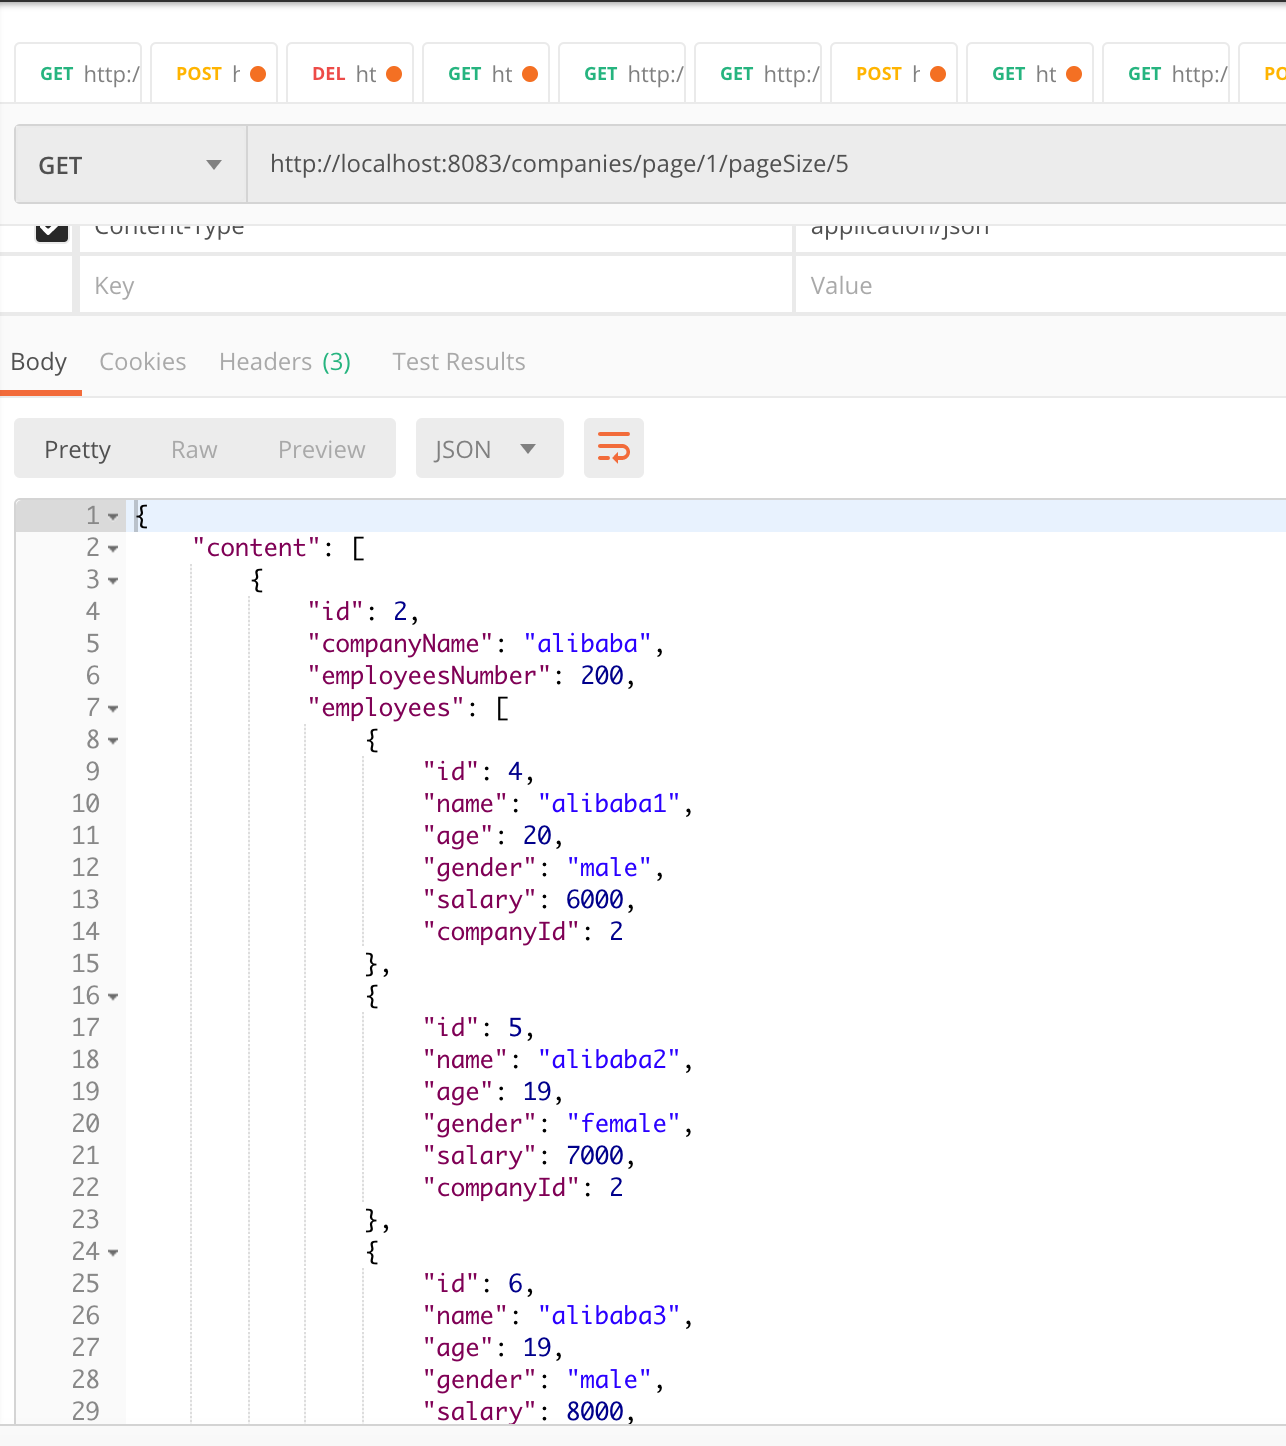 GET http:/ POST h DEL ht GET ht GET http:/ GET http:/ POST h GET ht GET http:/ PO
GET http://localhost:8083/companies/page/1/pageSize/5
Content-Type application/json
Key Value
Body Cookies Headers (3) Test Results
Pretty Raw Preview JSON
1 {
2 "content": [
3 {
4 "id": 2,
5 "companyName": "alibaba",
6 "employeesNumber": 200,
7 "employees": [
8 {
9 "id": 4,
10 "name": "alibaba1",
11 "age": 20,
12 "gender": "male",
13 "salary": 6000,
14 "companyId": 2
15 },
16 {
17 "id": 5,
18 "name": "alibaba2",
19 "age": 19,
20 "gender": "female",
21 "salary": 7000,
22 "companyId": 2
23 },
24 {
25 "id": 6,
26 "name": "alibaba3",
27 "age": 19,
28 "gender": "male",
29 "salary": 8000,